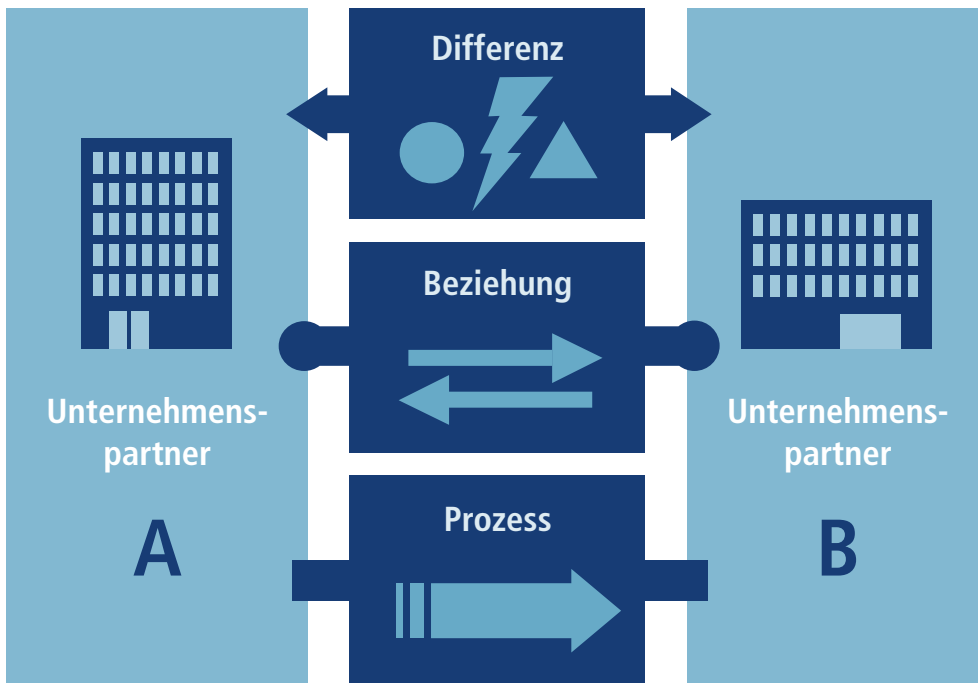 Differenz
Beziehung
Unternehmens-
partner
A
Unternehmens-
partner
B
Prozess